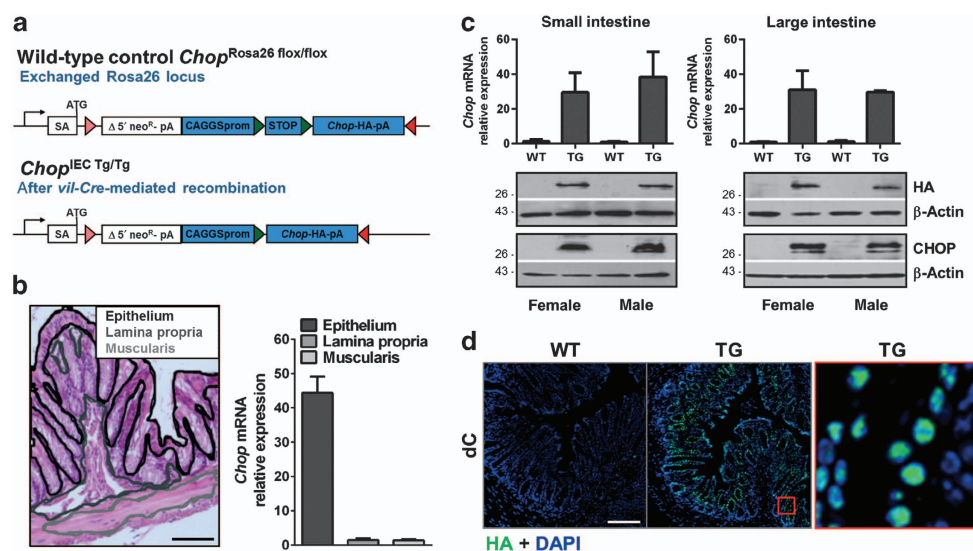 a
Wild-type control Chop Rosa26 flox/flox
Exchanged Rosa26 locus
ATG
SA
Δ 5′ neoR- pA
CAGGSprom
STOP
Chop-HA-pA
Chop IEC Tg/Tg
After vil-Cre-mediated recombination
ATG
SA
Δ 5′ neoR- pA
CAGGSprom
Chop-HA-pA
b
Epithelium
Lamina propria
Muscularis
Chop mRNA
relative expression
60
50
40
30
20
10
0
Epithelium
Lamina propria
Muscularis
c
Small intestine
Chop mRNA
relative expression
60
40
20
0
WT TG WT TG
26 -
43 -
26 -
43 -
Female Male
Large intestine
Chop mRNA
relative expression
60
40
20
0
WT TG WT TG
26 -
43 -
26 -
43 -
HA
β-Actin
CHOP
β-Actin
Female Male
d
WT TG TG
dC
HA + DAPI